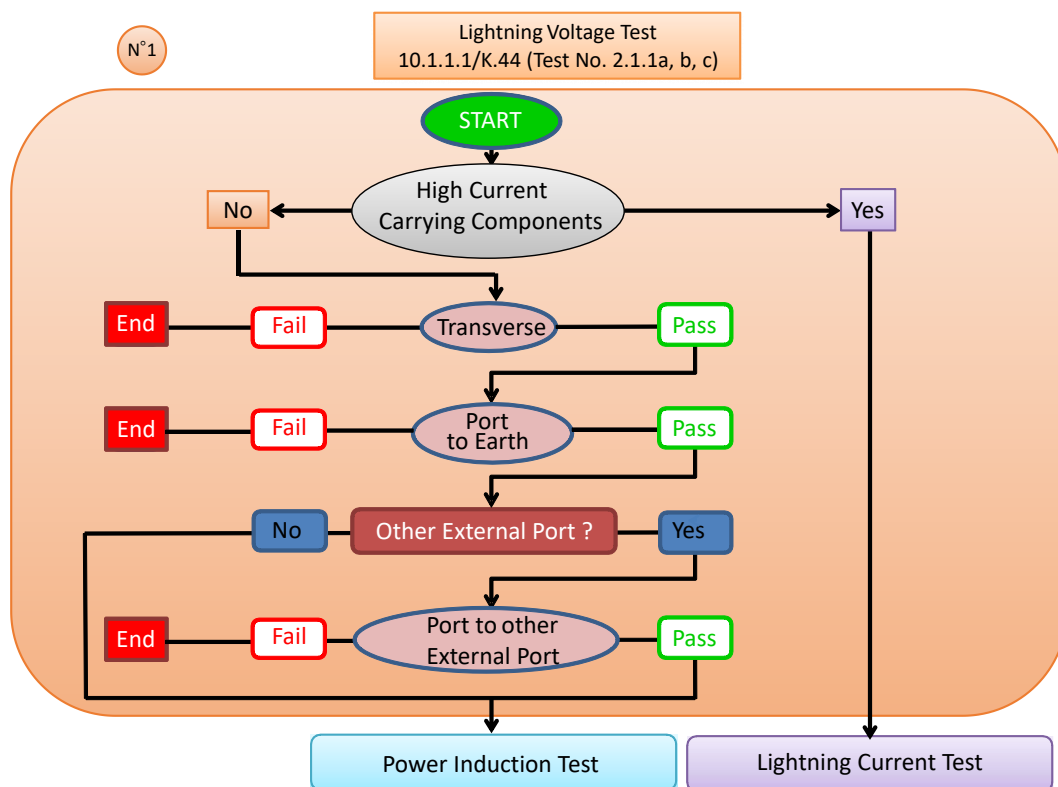 N°1
Lightning Voltage Test
10.1.1.1/K.44 (Test No. 2.1.1a, b, c)
START
High Current
Carrying Components
No
Yes
End
Fail
Transverse
Pass
End
Fail
Port
to Earth
Pass
No
Other External Port ?
Yes
End
Fail
Port to other
External Port
Pass
Power Induction Test
Lightning Current Test